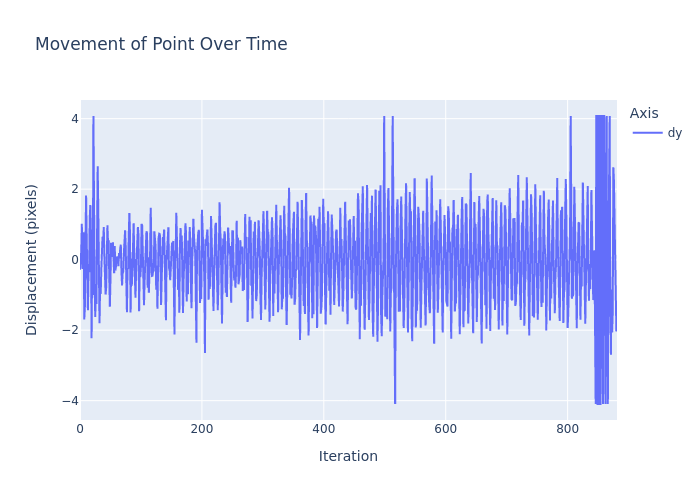 Movement of Point Over Time
Axis
dy
Displacement (pixels)
4
2
0
−2
−4
0
200
400
600
800
Iteration